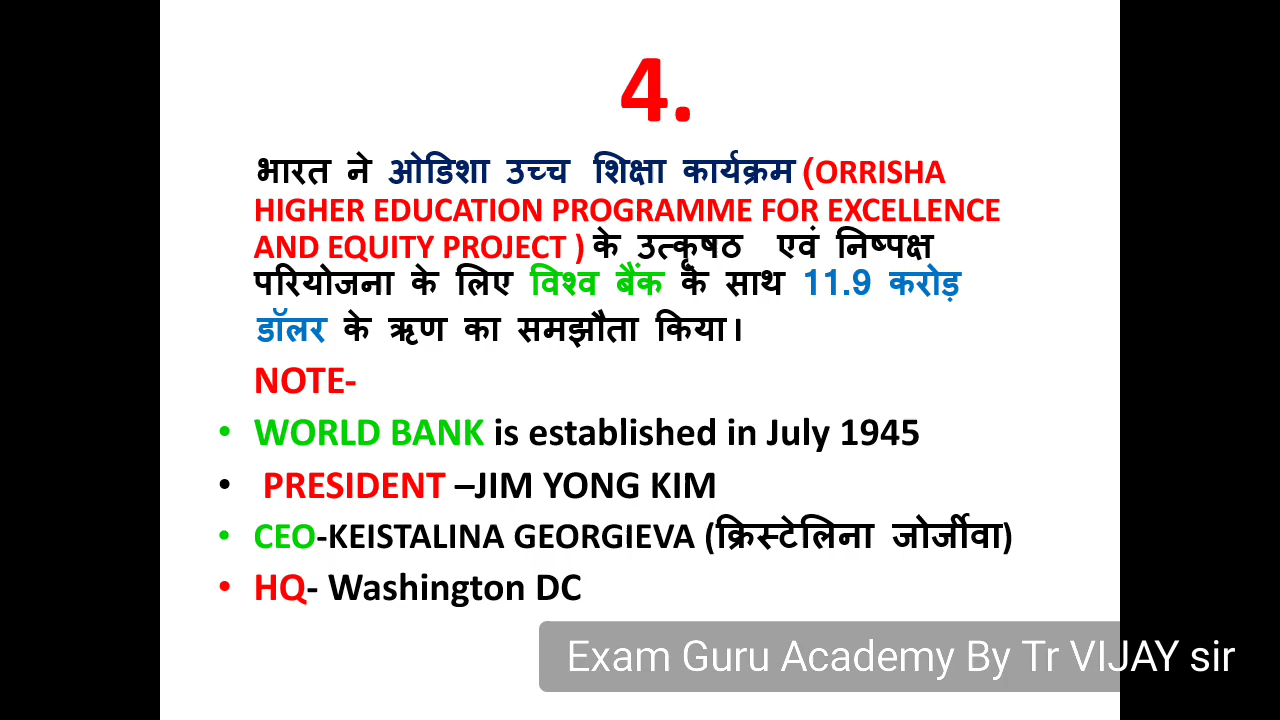 4.
भारत ने ओडिशा उच्च शिक्षा कार्यक्रम (ORRISHA
HIGHER EDUCATION PROGRAMME FOR EXCELLENCE
AND EQUITY PROJECT ) के उत्कृषठ एवं निष्पक्ष
परियोजना के लिए विश्व बैंक के साथ 11.9 करोड़
डॉलर के ऋण का समझौता किया।
NOTE-
• WORLD BANK is established in July 1945
• PRESIDENT –JIM YONG KIM
• CEO-KEISTALINA GEORGIEVA (क्रिस्टेलिना जोर्जीवा)
• HQ- Washington DC
Exam Guru Academy By Tr VIJAY sir